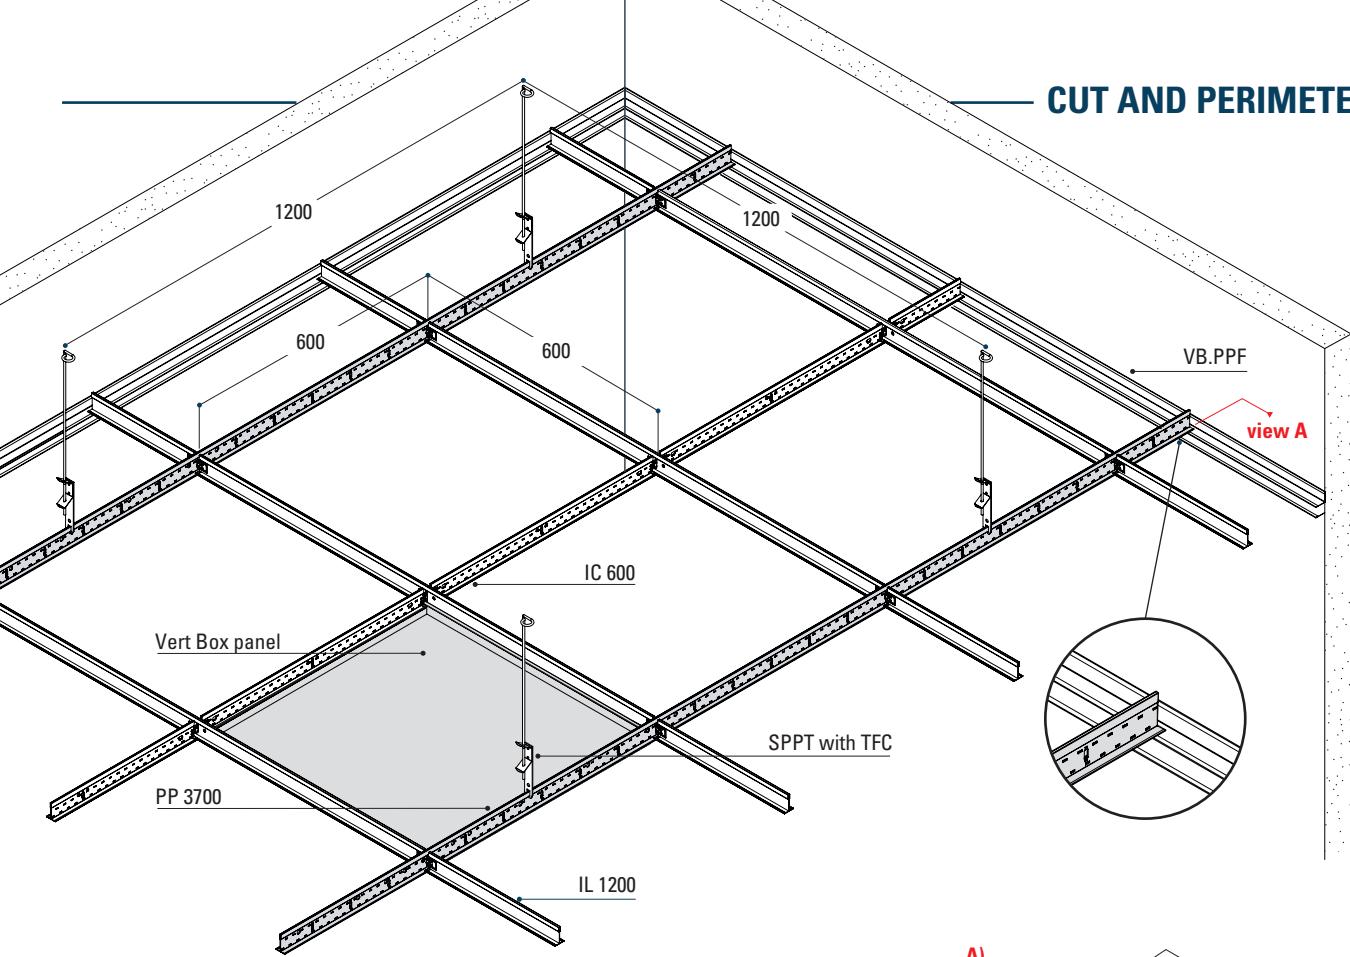 CUT AND PERIMETE
1200
1200
600
600
VB.PPF
view A
IC 600
Vert Box panel
SPPT with TFC
PP 3700
IL 1200
A)